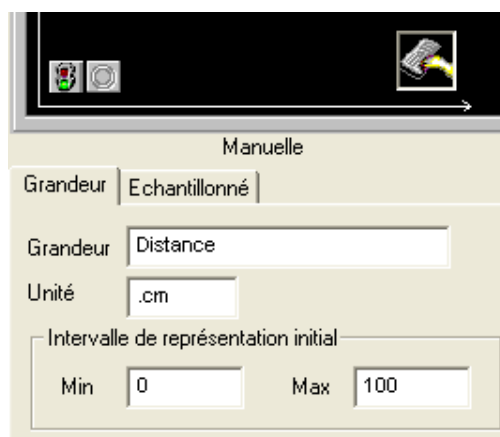 Manuelle
Grandeur Echantillonné
Grandeur Distance
Unité .cm
Intervalle de représentation initial
Min 0 Max 100